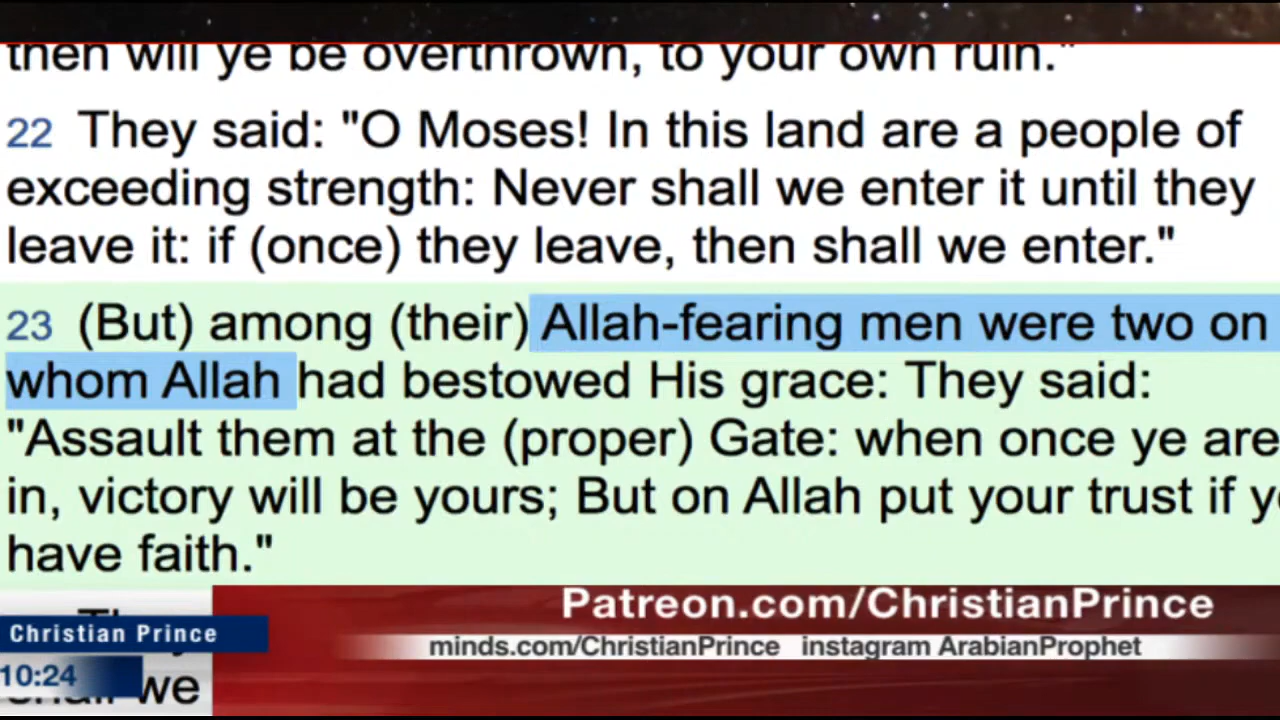 then will ye be overthrown, to your own ruin."
22 They said: "O Moses! In this land are a people of
exceeding strength: Never shall we enter it until they
leave it: if (once) they leave, then shall we enter."
23 (But) among (their) Allah-fearing men were two on
whom Allah had bestowed His grace: They said:
"Assault them at the (proper) Gate: when once ye are
in, victory will be yours; But on Allah put your trust if
have faith."
Patreon.com/ChristianPrince
Christian Prince
minds.com/ChristianPrince instagram ArabianProphet
10:24
shall we